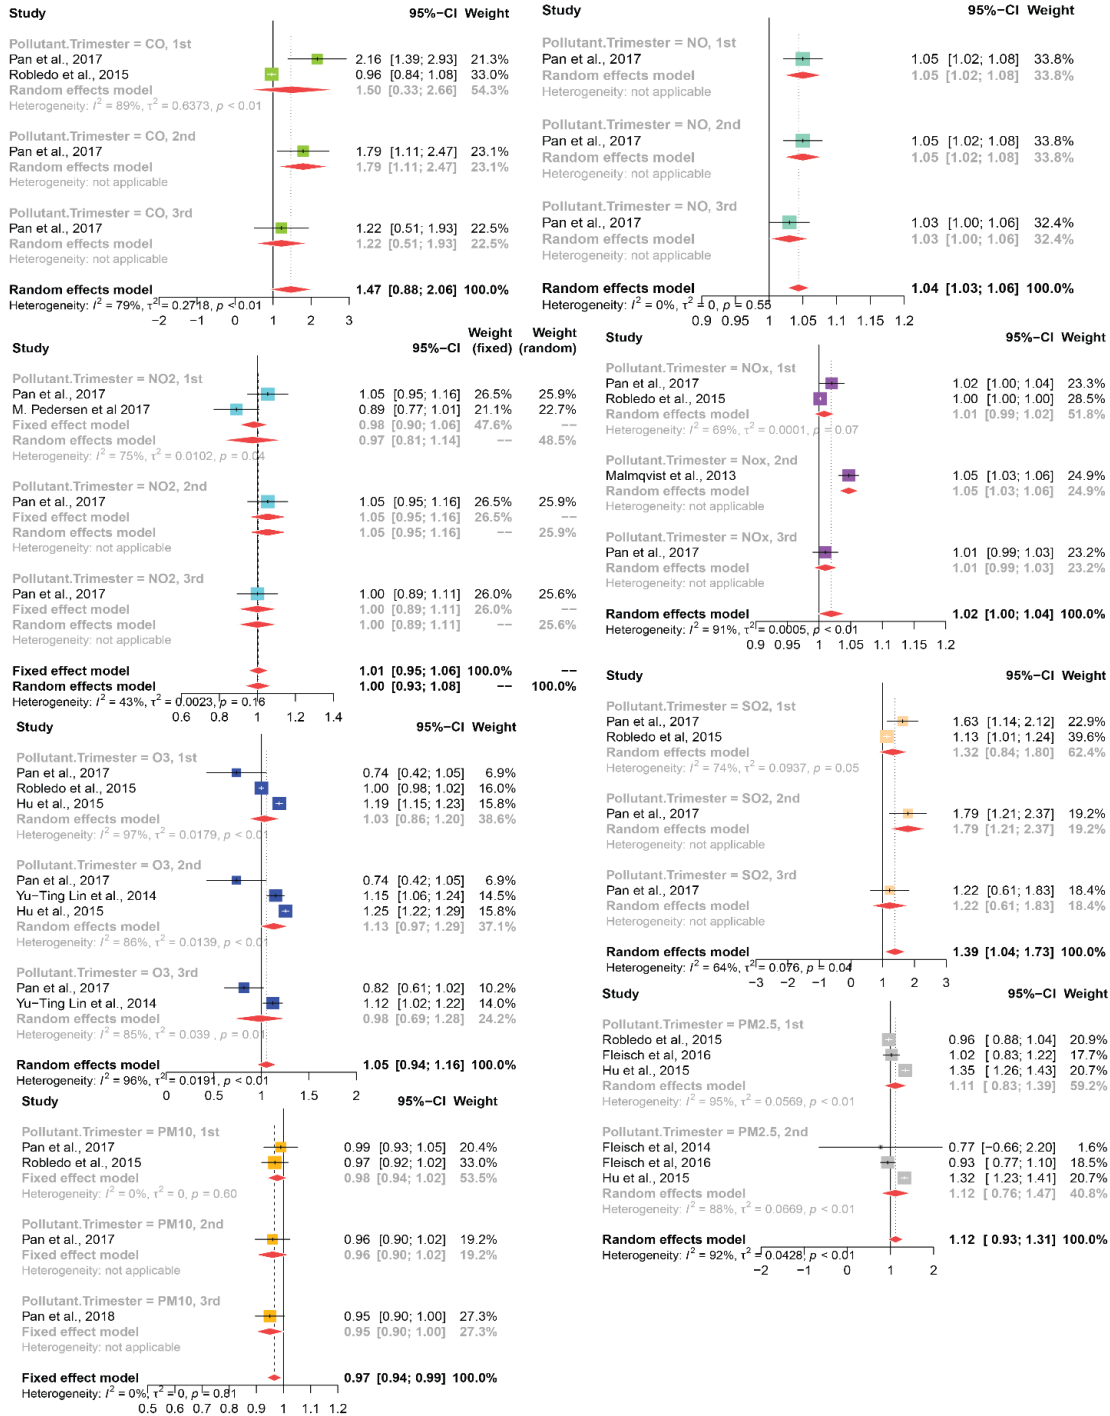 Study 95%−CI Weight
Pollutant.Trimester = CO, 1st
Pan et al., 2017 2.16 [1.39; 2.93] 21.3%
Robledo et al., 2015 0.96 [0.84; 1.08] 33.0%
Random effects model 1.50 [0.33; 2.66] 54.3%
Heterogeneity: I² = 89%, τ² = 0.6373, p < 0.01
Pollutant.Trimester = CO, 2nd
Pan et al., 2017 1.79 [1.11; 2.47] 23.1%
Random effects model 1.79 [1.11; 2.47] 23.1%
Heterogeneity: not applicable
Pollutant.Trimester = CO, 3rd
Pan et al., 2017 1.22 [0.51; 1.93] 22.5%
Random effects model 1.22 [0.51; 1.93] 22.5%
Heterogeneity: not applicable
Random effects model 1.47 [0.88; 2.06] 100.0%
Heterogeneity: I² = 79%, τ² = 0.2718, p < 0.01
−2 −1 0 1 2 3
Study 95%−CI Weight
Pollutant.Trimester = NO, 1st
Pan et al., 2017 1.05 [1.02; 1.08] 33.8%
Random effects model 1.05 [1.02; 1.08] 33.8%
Heterogeneity: not applicable
Pollutant.Trimester = NO, 2nd
Pan et al., 2017 1.05 [1.02; 1.08] 33.8%
Random effects model 1.05 [1.02; 1.08] 33.8%
Heterogeneity: not applicable
Pollutant.Trimester = NO, 3rd
Pan et al., 2017 1.03 [1.00; 1.06] 32.4%
Random effects model 1.03 [1.00; 1.06] 32.4%
Heterogeneity: not applicable
Random effects model 1.04 [1.03; 1.06] 100.0%
Heterogeneity: I² = 0%, τ² = 0, p = 0.55
0.9 0.95 1 1.05 1.1 1.15 1.2
Weight Weight
Study 95%−CI (fixed) (random)
Pollutant.Trimester = NO2, 1st
Pan et al., 2017 1.05 [0.95; 1.16] 26.5% 25.9%
M. Pedersen et al 2017 0.89 [0.77; 1.01] 21.1% 22.7%
Fixed effect model 0.98 [0.90; 1.06] 47.6% −−
Random effects model 0.97 [0.81; 1.14] −− 48.5%
Heterogeneity: I² = 75%, τ² = 0.0102, p = 0.04
Pollutant.Trimester = NO2, 2nd
Pan et al., 2017 1.05 [0.95; 1.16] 26.5% 25.9%
Fixed effect model 1.05 [0.95; 1.16] 26.5% −−
Random effects model 1.05 [0.95; 1.16] −− 25.9%
Heterogeneity: not applicable
Pollutant.Trimester = NO2, 3rd
Pan et al., 2017 1.00 [0.89; 1.11] 26.0% 25.6%
Fixed effect model 1.00 [0.89; 1.11] 26.0% −−
Random effects model 1.00 [0.89; 1.11] −− 25.6%
Heterogeneity: not applicable
Fixed effect model 1.01 [0.95; 1.06] 100.0% −−
Random effects model 1.00 [0.93; 1.08] −− 100.0%
Heterogeneity: I² = 43%, τ² = 0.0023, p = 0.16
0.6 0.8 1 1.2 1.4
Study 95%−CI Weight
Pollutant.Trimester = NOx, 1st
Pan et al., 2017 1.02 [1.00; 1.04] 23.3%
Robledo et al., 2015 1.00 [1.00; 1.00] 28.5%
Random effects model 1.01 [0.99; 1.02] 51.8%
Heterogeneity: I² = 69%, τ² = 0.0001, p = 0.07
Pollutant.Trimester = Nox, 2nd
Malmqvist et al., 2013 1.05 [1.03; 1.06] 24.9%
Random effects model 1.05 [1.03; 1.06] 24.9%
Heterogeneity: not applicable
Pollutant.Trimester = NOx, 3rd
Pan et al., 2017 1.01 [0.99; 1.03] 23.2%
Random effects model 1.01 [0.99; 1.03] 23.2%
Heterogeneity: not applicable
Random effects model 1.02 [1.00; 1.04] 100.0%
Heterogeneity: I² = 91%, τ² = 0.0005, p < 0.01
0.9 0.95 1 1.05 1.1 1.15 1.2
Study 95%−CI Weight
Pollutant.Trimester = O3, 1st
Pan et al., 2017 0.74 [0.42; 1.05] 6.9%
Robledo et al., 2015 1.00 [0.98; 1.02] 16.0%
Hu et al., 2015 1.19 [1.15; 1.23] 15.8%
Random effects model 1.03 [0.86; 1.20] 38.6%
Heterogeneity: I² = 97%, τ² = 0.0179, p < 0.01
Pollutant.Trimester = O3, 2nd
Pan et al., 2017 0.74 [0.42; 1.05] 6.9%
Yu−Ting Lin et al., 2014 1.15 [1.06; 1.24] 14.5%
Hu et al., 2015 1.25 [1.22; 1.29] 15.8%
Random effects model 1.13 [0.97; 1.29] 37.1%
Heterogeneity: I² = 86%, τ² = 0.0139, p < 0.01
Pollutant.Trimester = O3, 3rd
Pan et al., 2017 0.82 [0.61; 1.02] 10.2%
Yu−Ting Lin et al., 2014 1.12 [1.02; 1.22] 14.0%
Random effects model 0.98 [0.69; 1.28] 24.2%
Heterogeneity: I² = 85%, τ² = 0.039 , p = 0.01
Random effects model 1.05 [0.94; 1.16] 100.0%
Heterogeneity: I² = 96%, τ² = 0.0191, p < 0.01
0 0.5 1 1.5 2
Study 95%−CI Weight
Pollutant.Trimester = SO2, 1st
Pan et al., 2017 1.63 [1.14; 2.12] 22.9%
Robledo et al, 2015 1.13 [1.01; 1.24] 39.6%
Random effects model 1.32 [0.84; 1.80] 62.4%
Heterogeneity: I² = 74%, τ² = 0.0937, p = 0.05
Pollutant.Trimester = SO2, 2nd
Pan et al., 2017 1.79 [1.21; 2.37] 19.2%
Random effects model 1.79 [1.21; 2.37] 19.2%
Heterogeneity: not applicable
Pollutant.Trimester = SO2, 3rd
Pan et al., 2017 1.22 [0.61; 1.83] 18.4%
Random effects model 1.22 [0.61; 1.83] 18.4%
Heterogeneity: not applicable
Random effects model 1.39 [1.04; 1.73] 100.0%
Heterogeneity: I² = 64%, τ² = 0.076, p = 0.04
−3 −2 −1 0 1 2 3
Study 95%−CI Weight
Pollutant.Trimester = PM10, 1st
Pan et al., 2017 0.99 [0.93; 1.05] 20.4%
Robledo et al., 2015 0.97 [0.92; 1.02] 33.0%
Fixed effect model 0.98 [0.94; 1.02] 53.5%
Heterogeneity: I² = 0%, τ² = 0, p = 0.60
Pollutant.Trimester = PM10, 2nd
Pan et al., 2017 0.96 [0.90; 1.02] 19.2%
Fixed effect model 0.96 [0.90; 1.02] 19.2%
Heterogeneity: not applicable
Pollutant.Trimester = PM10, 3rd
Pan et al., 2018 0.95 [0.90; 1.00] 27.3%
Fixed effect model 0.95 [0.90; 1.00] 27.3%
Heterogeneity: not applicable
Fixed effect model 0.97 [0.94; 0.99] 100.0%
Heterogeneity: I² = 0%, τ² = 0, p = 0.81
0.5 0.6 0.7 0.8 0.9 1 1.1 1.2
Study 95%−CI Weight
Pollutant.Trimester = PM2.5, 1st
Robledo et al., 2015 0.96 [ 0.88; 1.04] 20.9%
Fleisch et al, 2016 1.02 [ 0.83; 1.22] 17.7%
Hu et al., 2015 1.35 [ 1.26; 1.43] 20.7%
Random effects model 1.11 [ 0.83; 1.39] 59.2%
Heterogeneity: I² = 95%, τ² = 0.0569, p < 0.01
Pollutant.Trimester = PM2.5, 2nd
Fleisch et al., 2014 0.77 [−0.66; 2.20] 1.6%
Fleisch et al, 2016 0.93 [ 0.77; 1.10] 18.5%
Hu et al., 2015 1.32 [ 1.23; 1.41] 20.7%
Random effects model 1.12 [ 0.76; 1.47] 40.8%
Heterogeneity: I² = 88%, τ² = 0.0669, p < 0.01
Random effects model 1.12 [ 0.93; 1.31] 100.0%
Heterogeneity: I² = 92%, τ² = 0.0428, p < 0.01
−2 −1 0 1 2